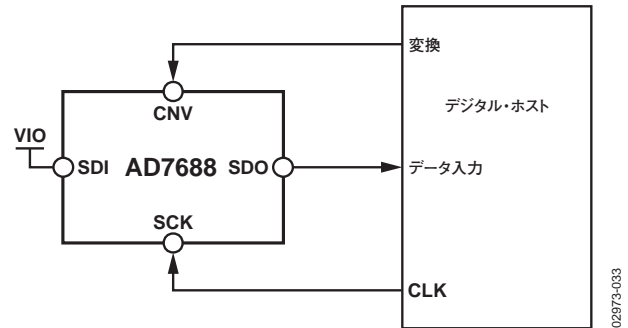 変換
CNV
デジタル・ホスト
VIO
SDI
AD7688
SDO
データ入力
SCK
CLK
02973-033